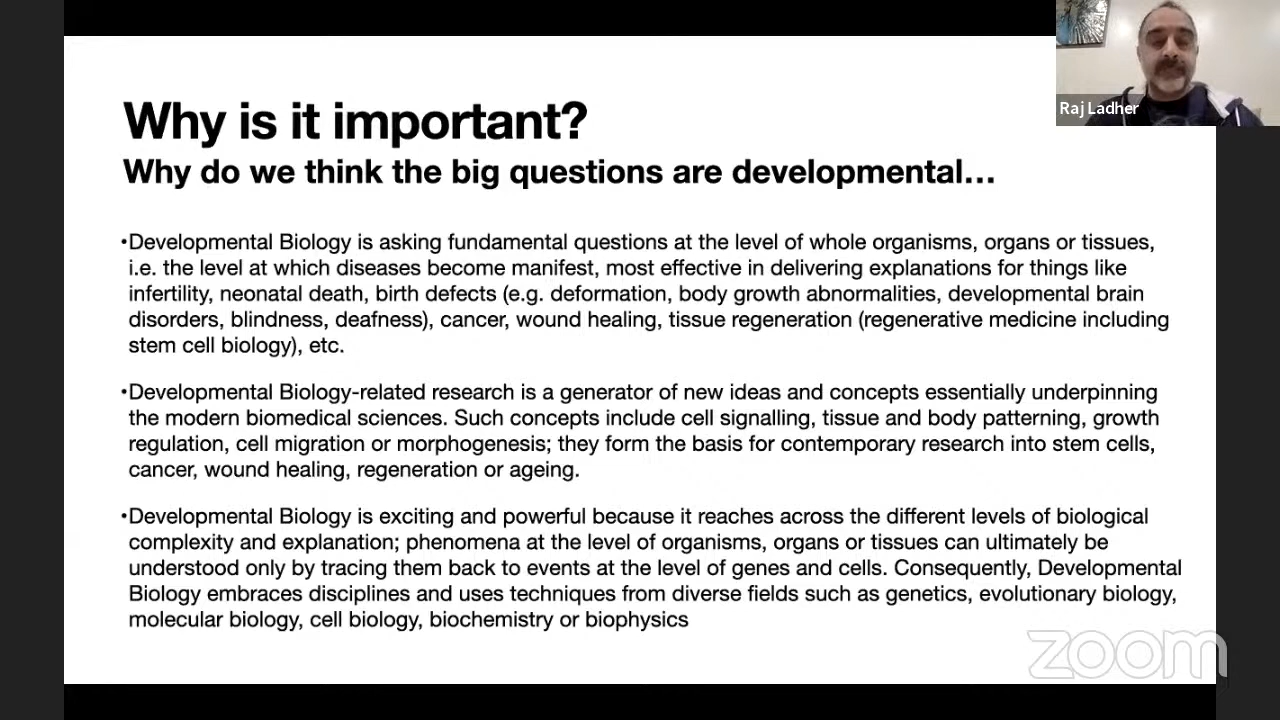 Raj Ladher
Why is it important?
Why do we think the big questions are developmental...
•Developmental Biology is asking fundamental questions at the level of whole organisms, organs or tissues,
i.e. the level at which diseases become manifest, most effective in delivering explanations for things like
infertility, neonatal death, birth defects (e.g. deformation, body growth abnormalities, developmental brain
disorders, blindness, deafness), cancer, wound healing, tissue regeneration (regenerative medicine including
stem cell biology), etc.
•Developmental Biology-related research is a generator of new ideas and concepts essentially underpinning
the modern biomedical sciences. Such concepts include cell signalling, tissue and body patterning, growth
regulation, cell migration or morphogenesis; they form the basis for contemporary research into stem cells,
cancer, wound healing, regeneration or ageing.
•Developmental Biology is exciting and powerful because it reaches across the different levels of biological
complexity and explanation; phenomena at the level of organisms, organs or tissues can ultimately be
understood only by tracing them back to events at the level of genes and cells. Consequently, Developmental
Biology embraces disciplines and uses techniques from diverse fields such as genetics, evolutionary biology,
molecular biology, cell biology, biochemistry or biophysics
zoom